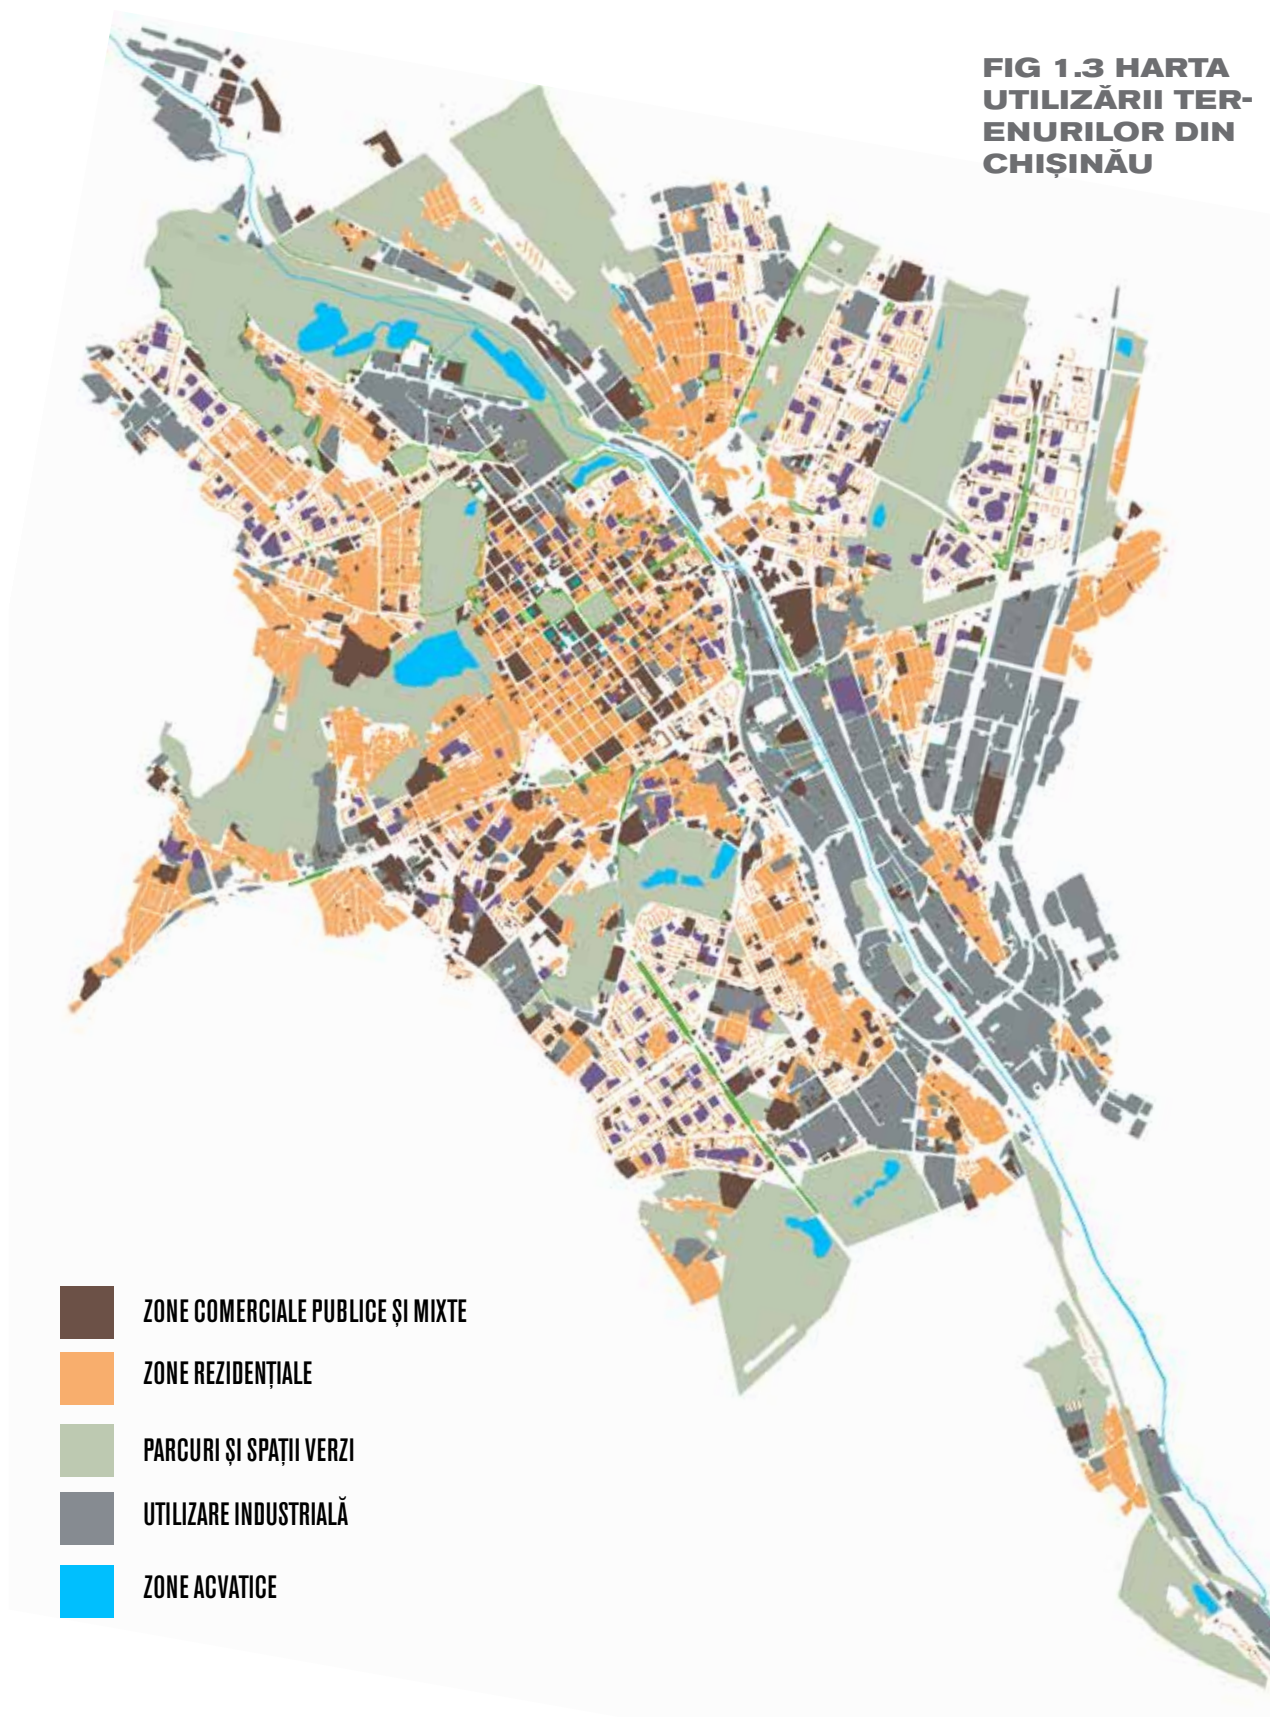 FIG 1.3 HARTA
UTILIZĂRII TER-
ENURILOR DIN
CHIȘINĂU
ZONE COMERCIALE PUBLICE ȘI MIXTE
ZONE REZIDENȚIALE
PARCURI ȘI SPAȚII VERZI
UTILIZARE INDUSTRIALĂ
ZONE ACVATICE